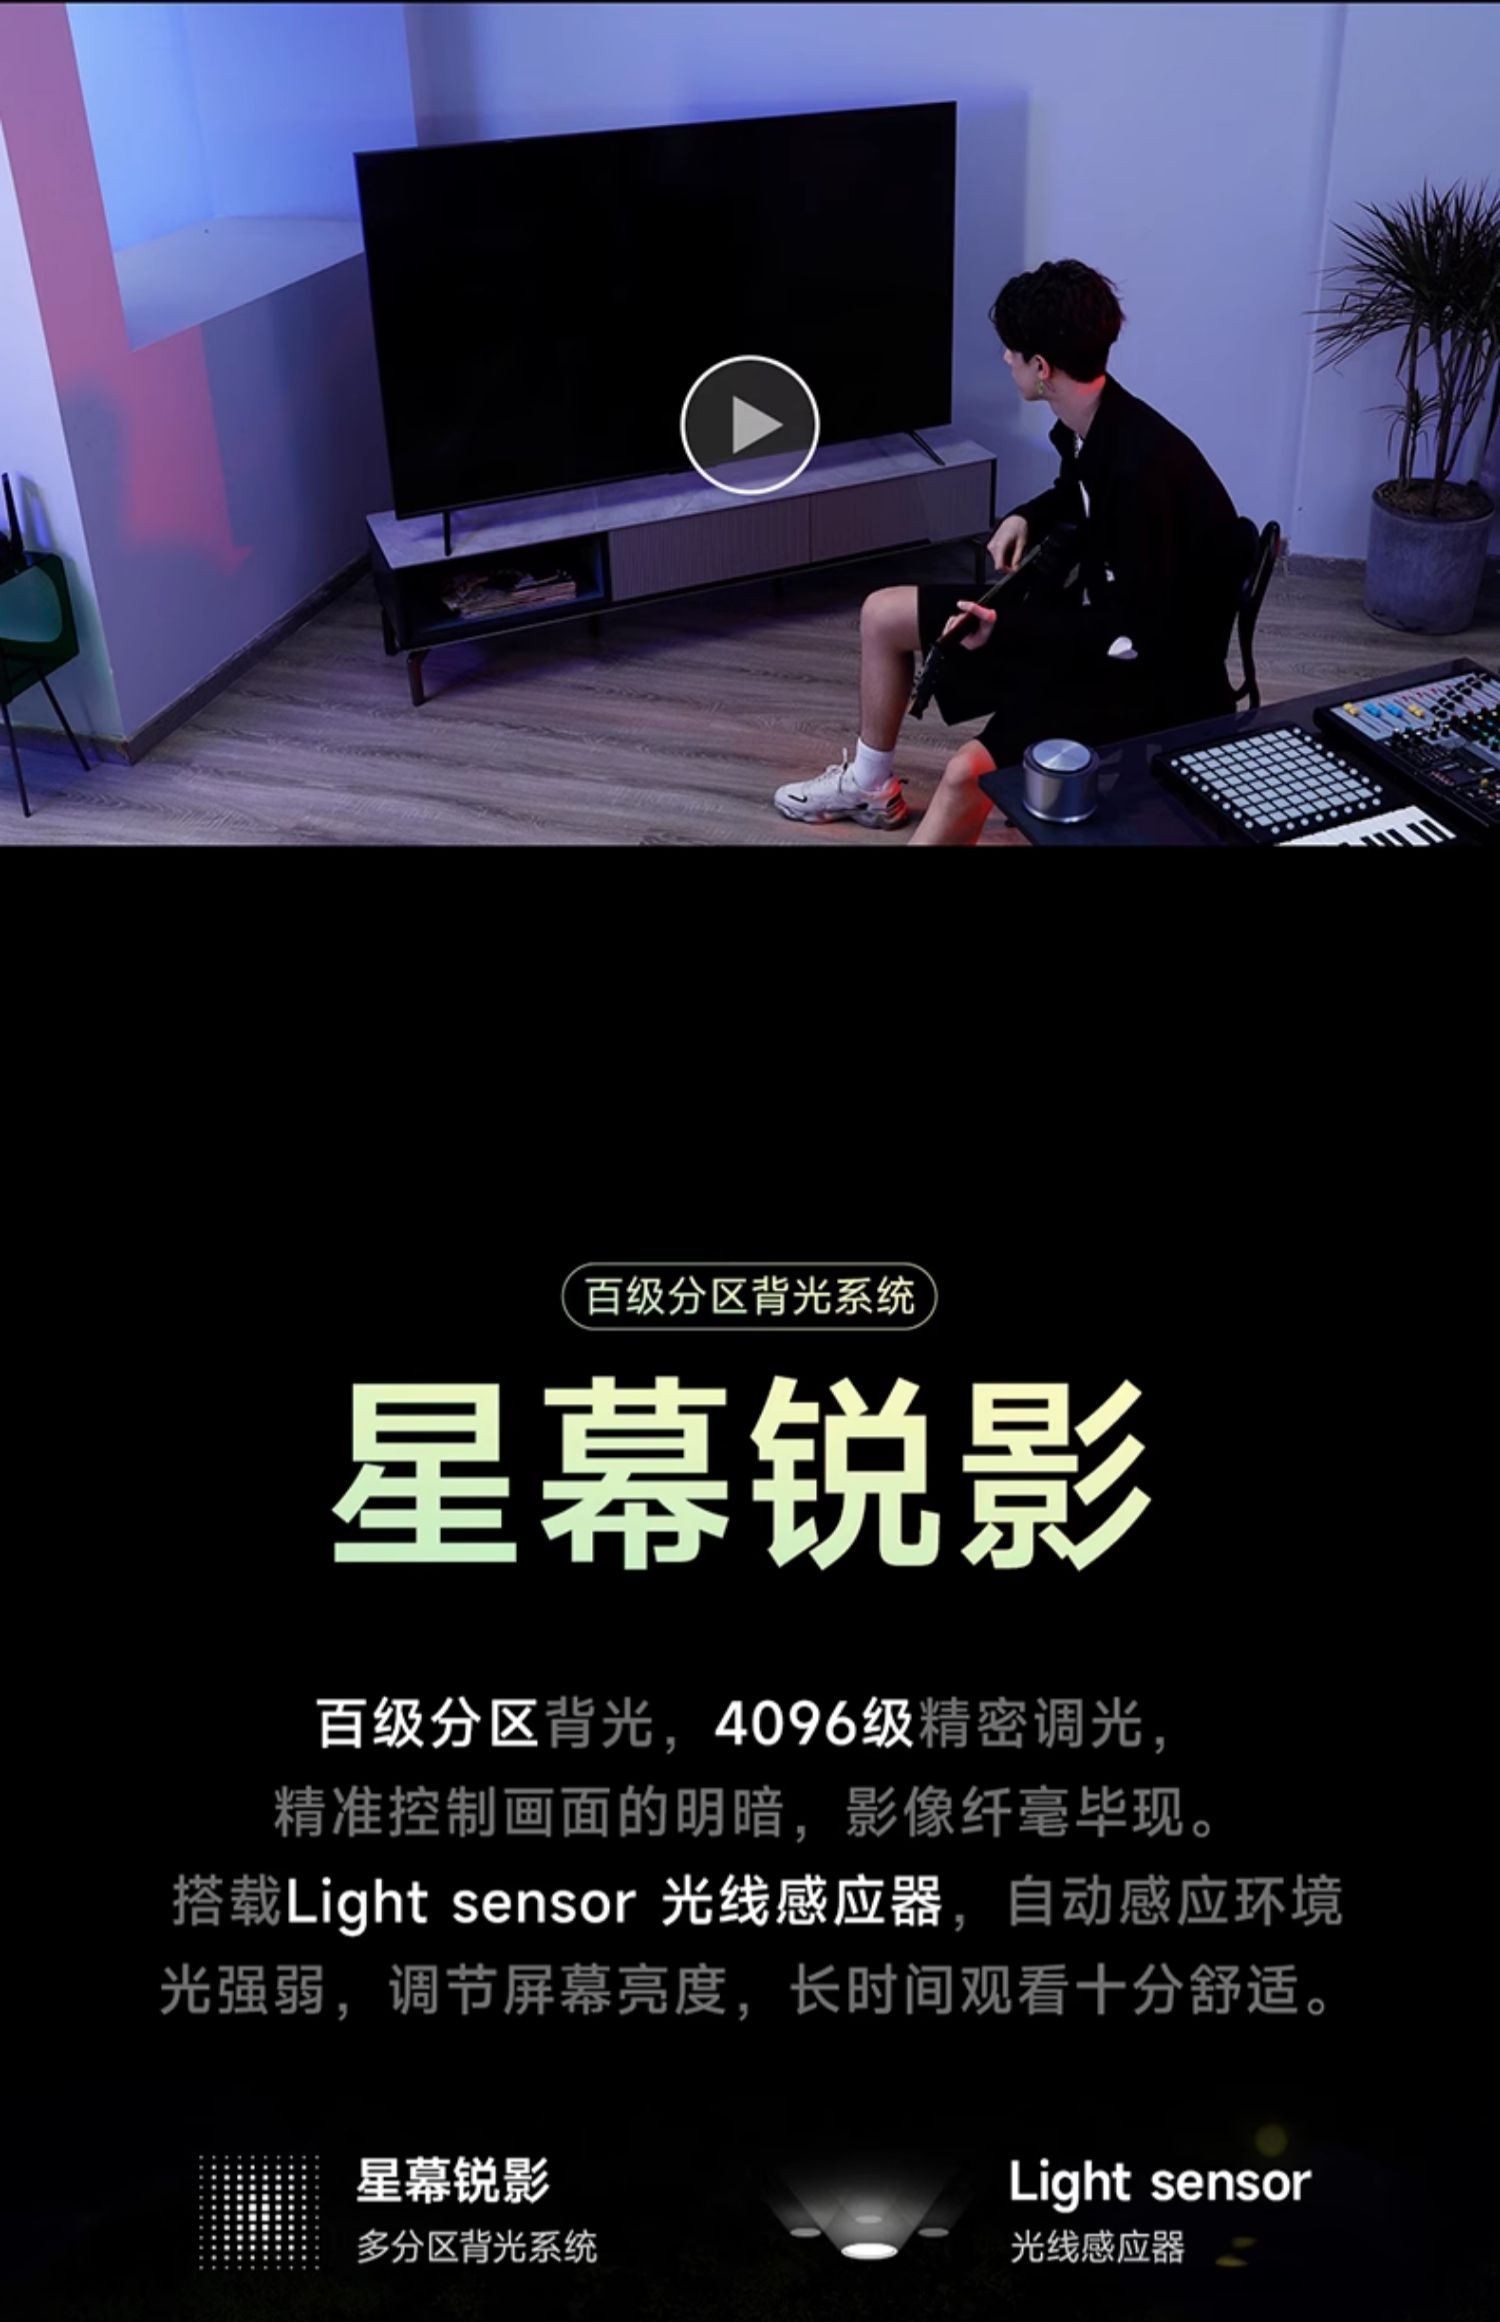 百级分区背光系统
星幕锐影
百级分区背光，4096级精密调光，
精准控制画面的明暗，影像纤毫毕现。
搭载Light sensor 光线感应器，自动感应环境
光强弱，调节屏幕亮度，长时间观看十分舒适。
星幕锐影
多分区背光系统
Light sensor
光线感应器